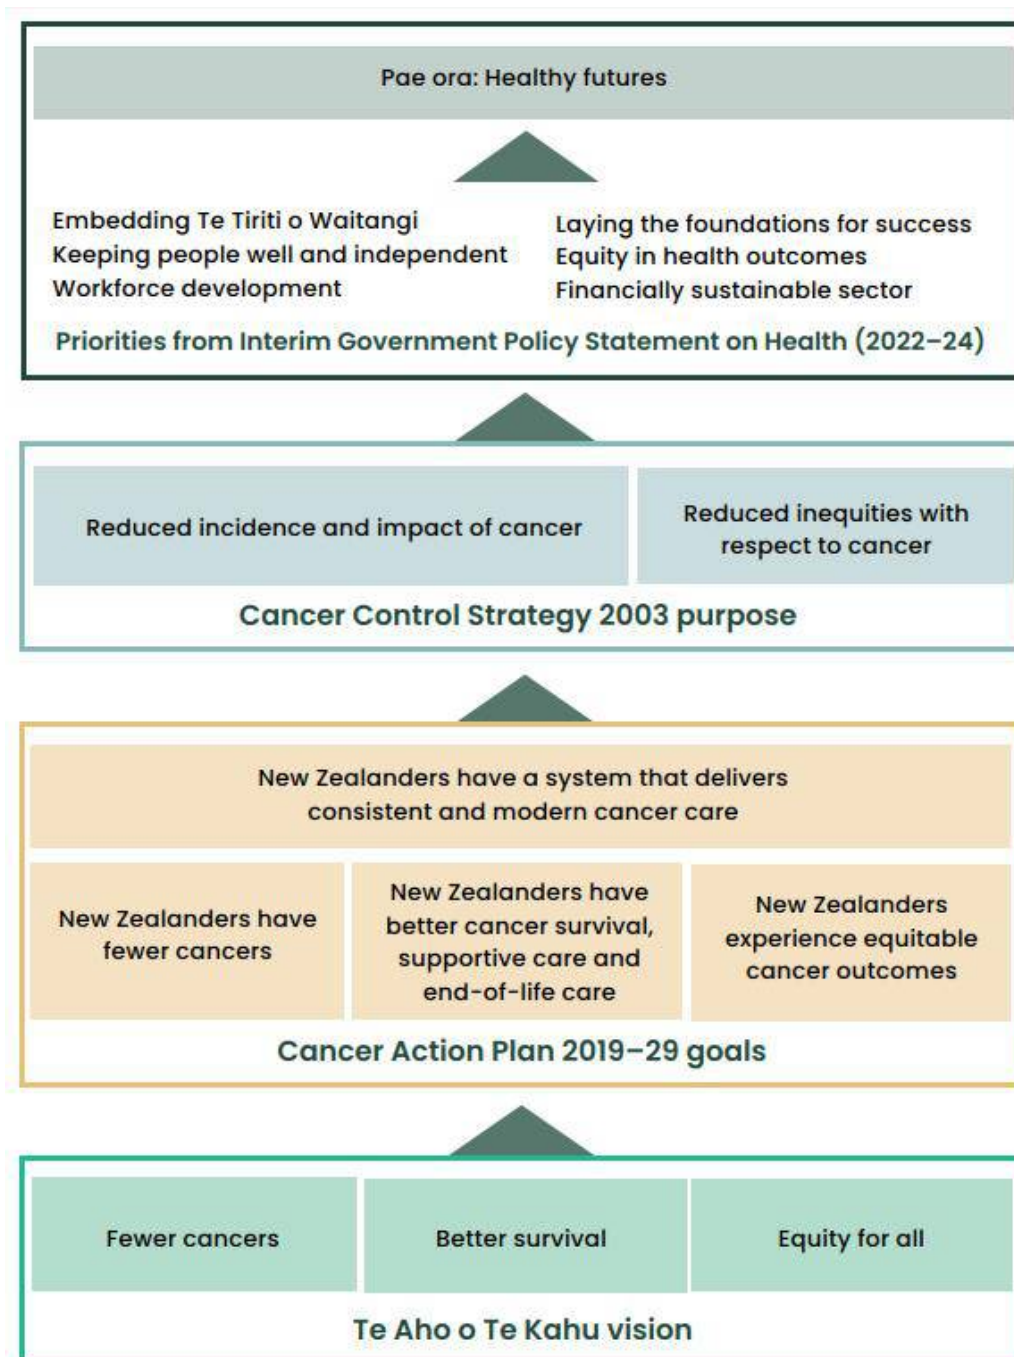 Pae ora: Healthy futures
Embedding Te Tiriti o Waitangi
Keeping people well and independent
Workforce development
Laying the foundations for success
Equity in health outcomes
Financially sustainable sector
Priorities from Interim Government Policy Statement on Health (2022–24)
Reduced incidence and impact of cancer
Reduced inequities with
respect to cancer
Cancer Control Strategy 2003 purpose
New Zealanders have a system that delivers
consistent and modern cancer care
New Zealanders have
fewer cancers
New Zealanders have
better cancer survival,
supportive care and
end-of-life care
New Zealanders
experience equitable
cancer outcomes
Cancer Action Plan 2019–29 goals
Fewer cancers
Better survival
Equity for all
Te Aho o Te Kahu vision